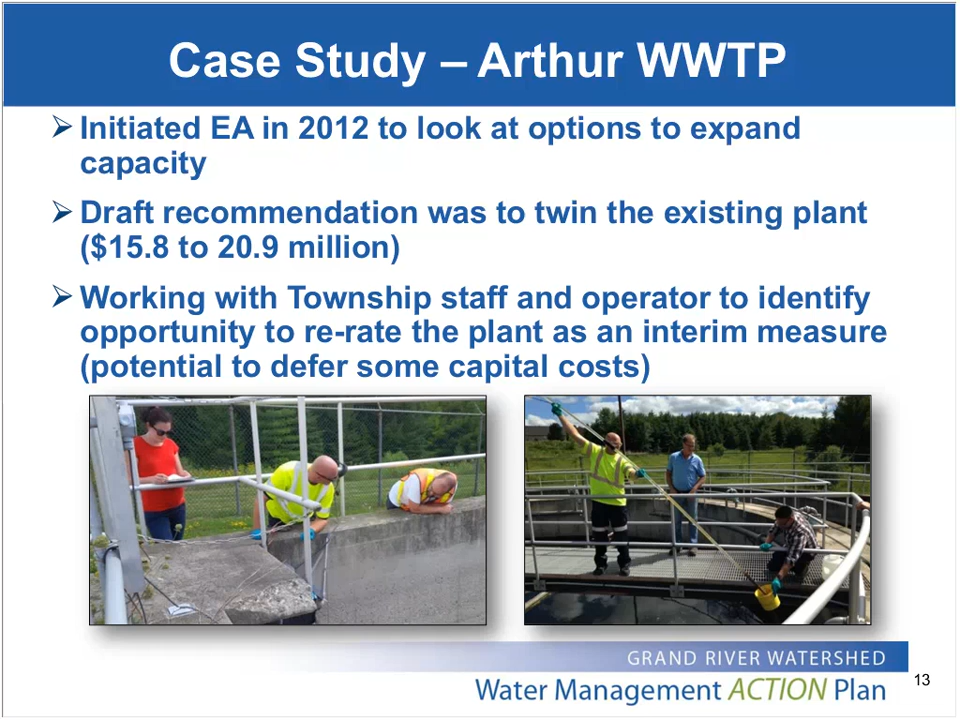 Case Study – Arthur WWTP
Initiated EA in 2012 to look at options to expand
capacity
Draft recommendation was to twin the existing plant
($15.8 to 20.9 million)
Working with Township staff and operator to identify
opportunity to re-rate the plant as an interim measure
(potential to defer some capital costs)
GRAND RIVER WATERSHED
Water Management ACTION Plan
13